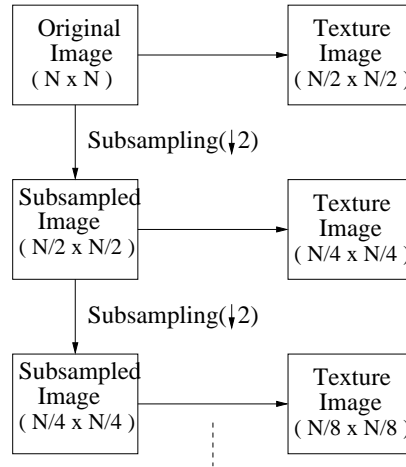 Original
Image
( N x N )
Texture
Image
( N/2 x N/2 )
Subsampling(↓2)
Subsampled
Image
( N/2 x N/2 )
Texture
Image
( N/4 x N/4 )
Subsampling(↓2)
Subsampled
Image
( N/4 x N/4 )
Texture
Image
( N/8 x N/8 )